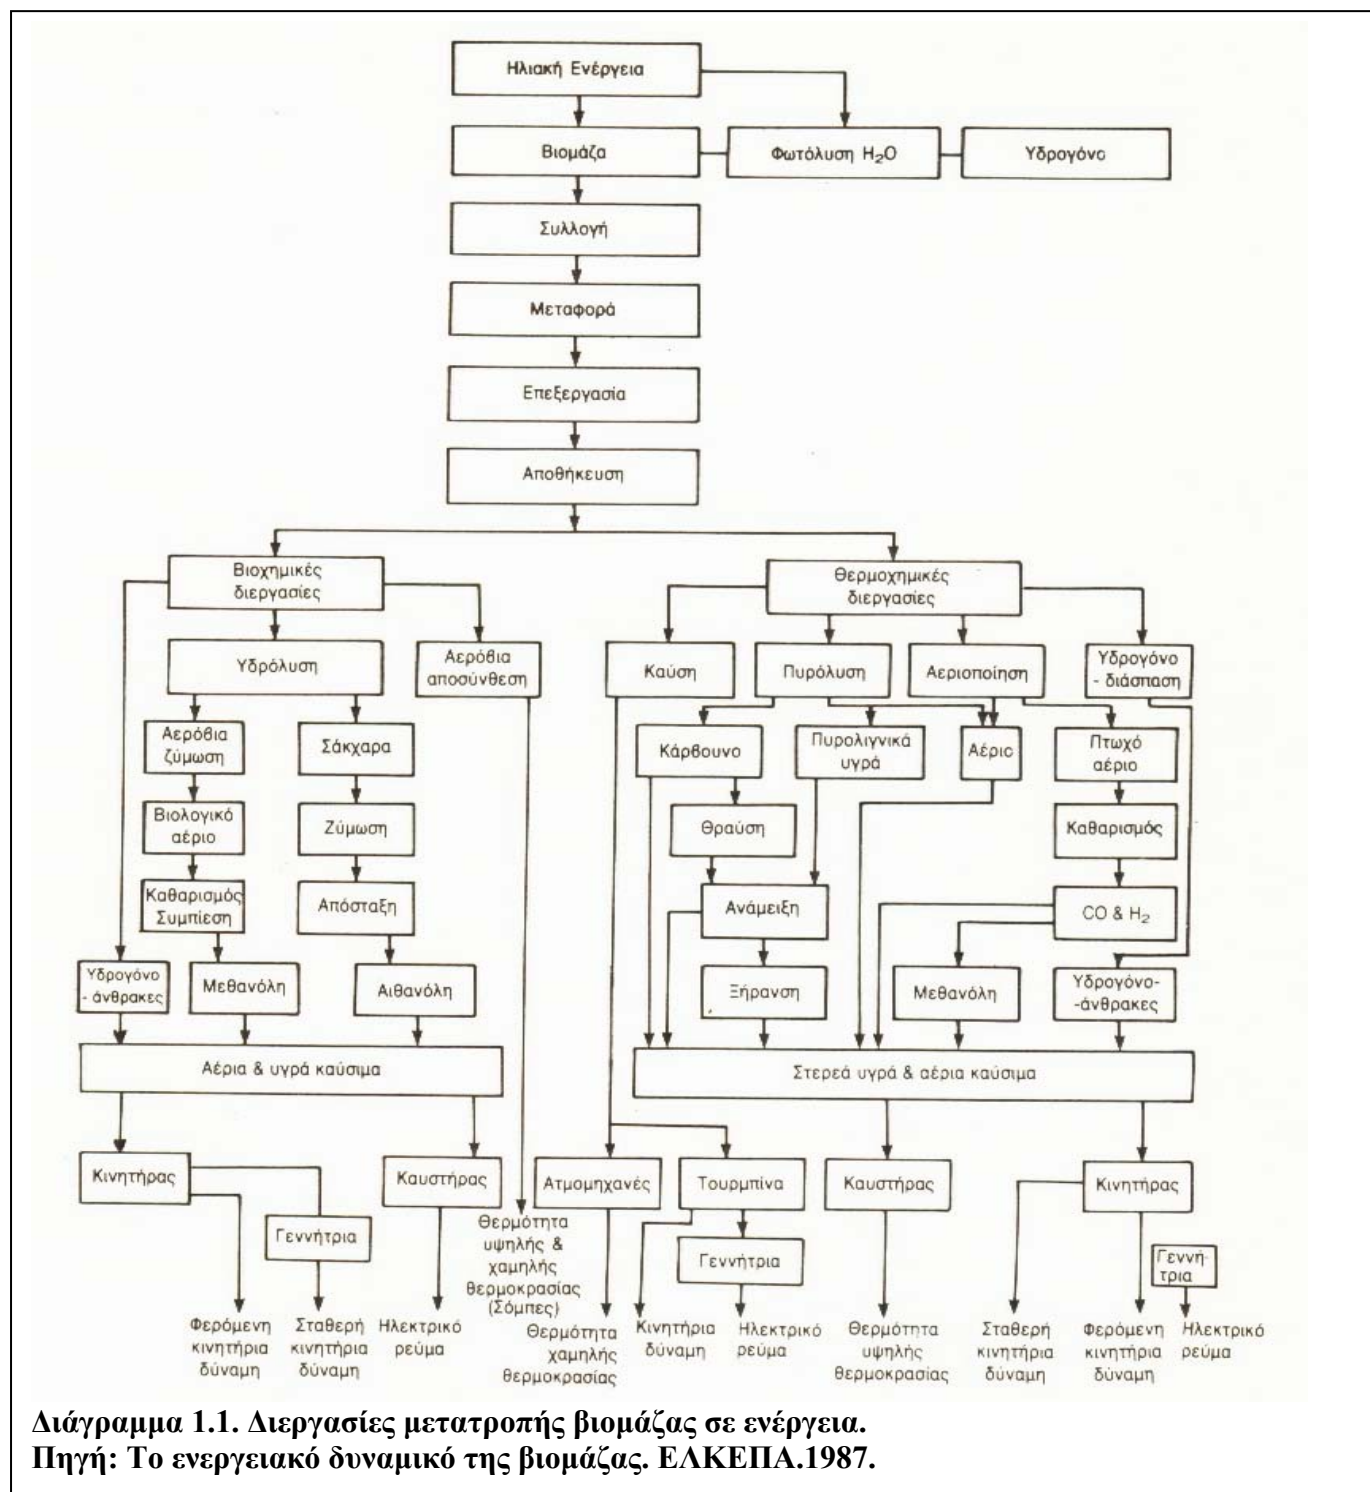 Ηλιακή Ενέργεια
Βιομάζα
Φωτόλυση H₂O
Υδρογόνο
Συλλογή
Μεταφορά
Επεξεργασία
Αποθήκευση
Βιοχημικές
διεργασίες
Θερμοχημικές
διεργασίες
Υδρόλυση
Αερόβια
αποσύνθεση
Καύση
Πυρόλυση
Αεριοποίηση
Υδρογόνο
- διάσπαση
Αερόβια
ζύμωση
Σάκχαρα
Κάρβουνο
Πυρολιγνικά
υγρά
Αέριο
Πτωχό
αέριο
Βιολογικό
αέριο
Ζύμωση
Θραύση
Καθαρισμός
Καθαρισμός
Συμπίεση
Απόσταξη
Ανάμειξη
CO & H₂
Υδρογόνο
- άνθρακες
Μεθανόλη
Αιθανόλη
Ξήρανση
Μεθανόλη
Υδρογόνο-
-άνθρακες
Αέρια & υγρά καύσιμα
Στερεά υγρά & αέρια καύσιμα
Κινητήρας
Καυστήρας
Ατμομηχανές
Τουρμπίνα
Καυστήρας
Κινητήρας
Γεννήτρια
Θερμότητα
υψηλής &
χαμηλής
θερμοκρασίας
(Σόμπες)
Γεννήτρια
Γεννή-
τρια
Φερόμενη
κινητήρια
δύναμη
Σταθερή
κινητήρια
δύναμη
Ηλεκτρικό
ρεύμα
Θερμότητα
χαμηλής
θερμοκρασίας
Κινητήρια
δύναμη
Ηλεκτρικό
ρεύμα
Θερμότητα
υψηλής
θερμοκρασίας
Σταθερή
κινητήρια
δύναμη
Φερόμενη
κινητήρια
δύναμη
Ηλεκτρικό
ρεύμα
Διάγραμμα 1.1. Διεργασίες μετατροπής βιομάζας σε ενέργεια.
Πηγή: Το ενεργειακό δυναμικό της βιομάζας. ΕΛΚΕΠΑ.1987.